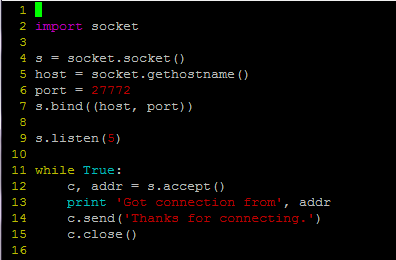 1
2 import socket
3
4 s = socket.socket()
5 host = socket.gethostname()
6 port = 27772
7 s.bind((host, port))
8
9 s.listen(5)
10
11 while True:
12     c, addr = s.accept()
13     print 'Got connection from', addr
14     c.send('Thanks for connecting.')
15     c.close()
16